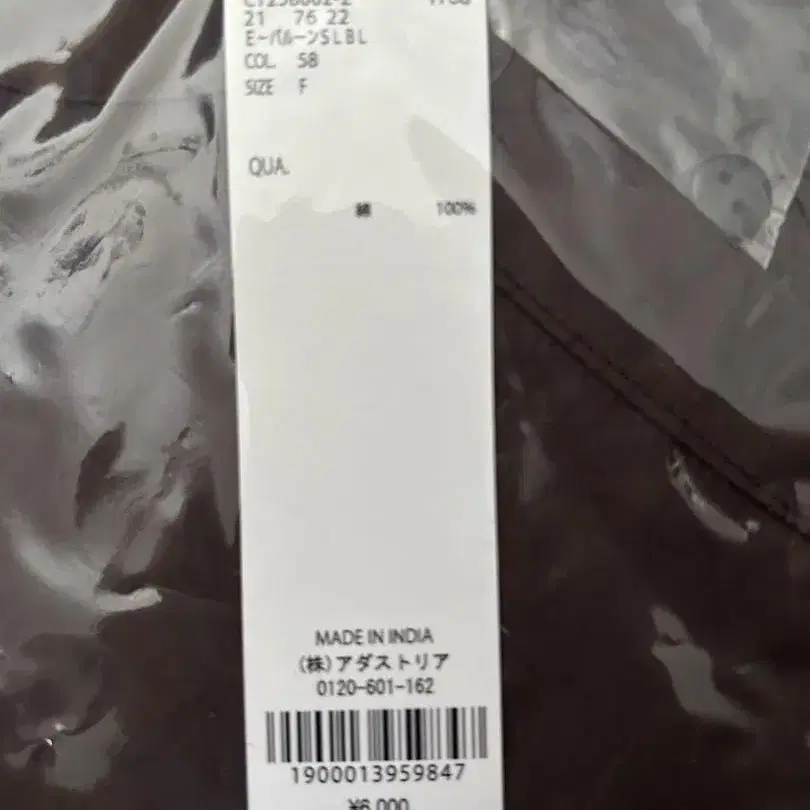 21 76 22
E-バルーンSLBL
COL. 58
SIZE F
QUA.
綿 100%
MADE IN INDIA
(株)アダストリア
0120-601-162
1900013959847
¥6,000